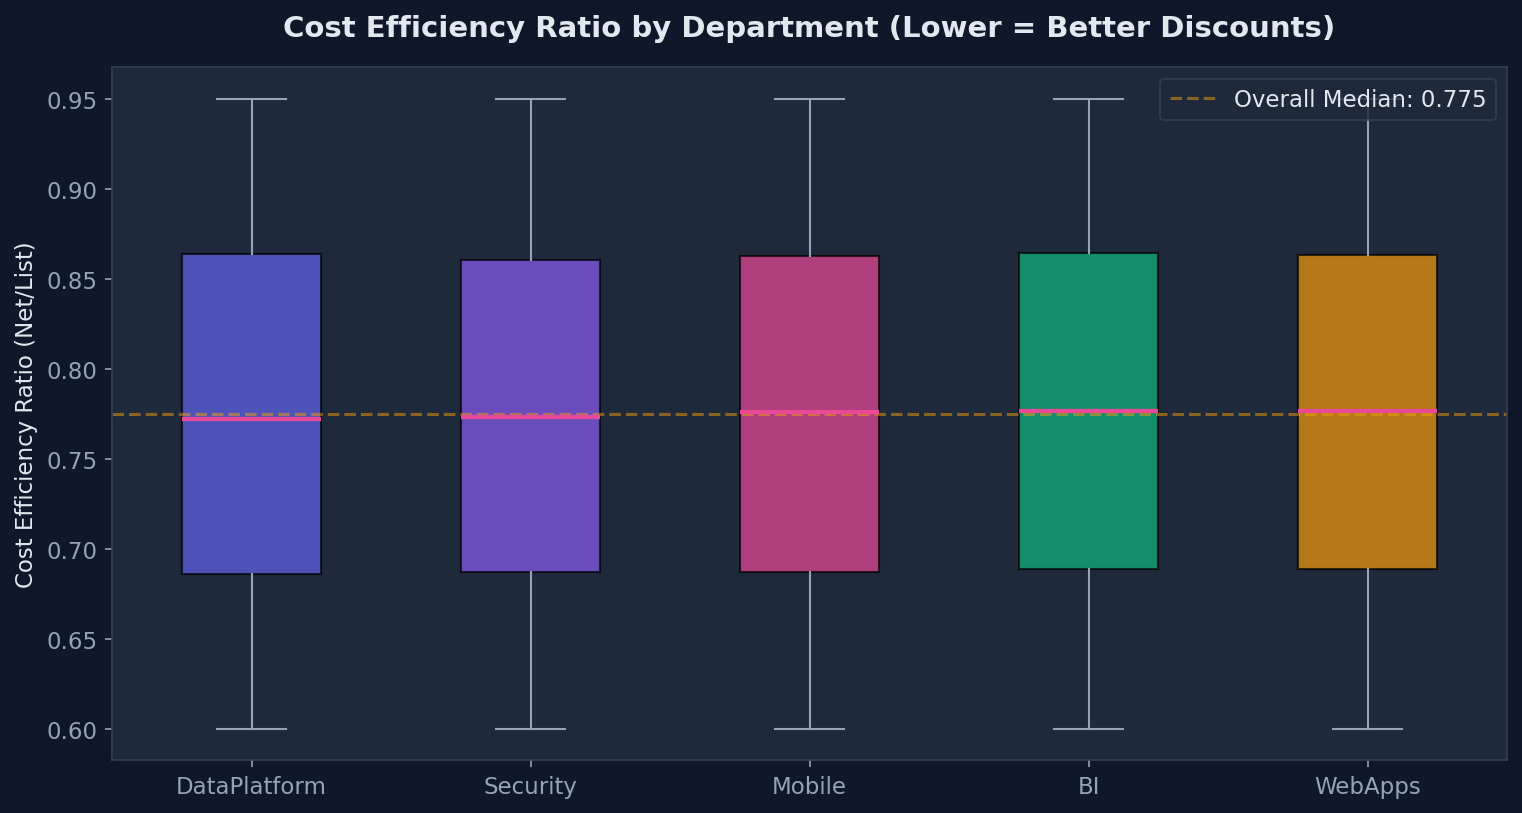 Cost Efficiency Ratio by Department (Lower = Better Discounts)
Overall Median: 0.775
Cost Efficiency Ratio (Net/List)
0.95
0.90
0.85
0.80
0.75
0.70
0.65
0.60
DataPlatform
Security
Mobile
BI
WebApps